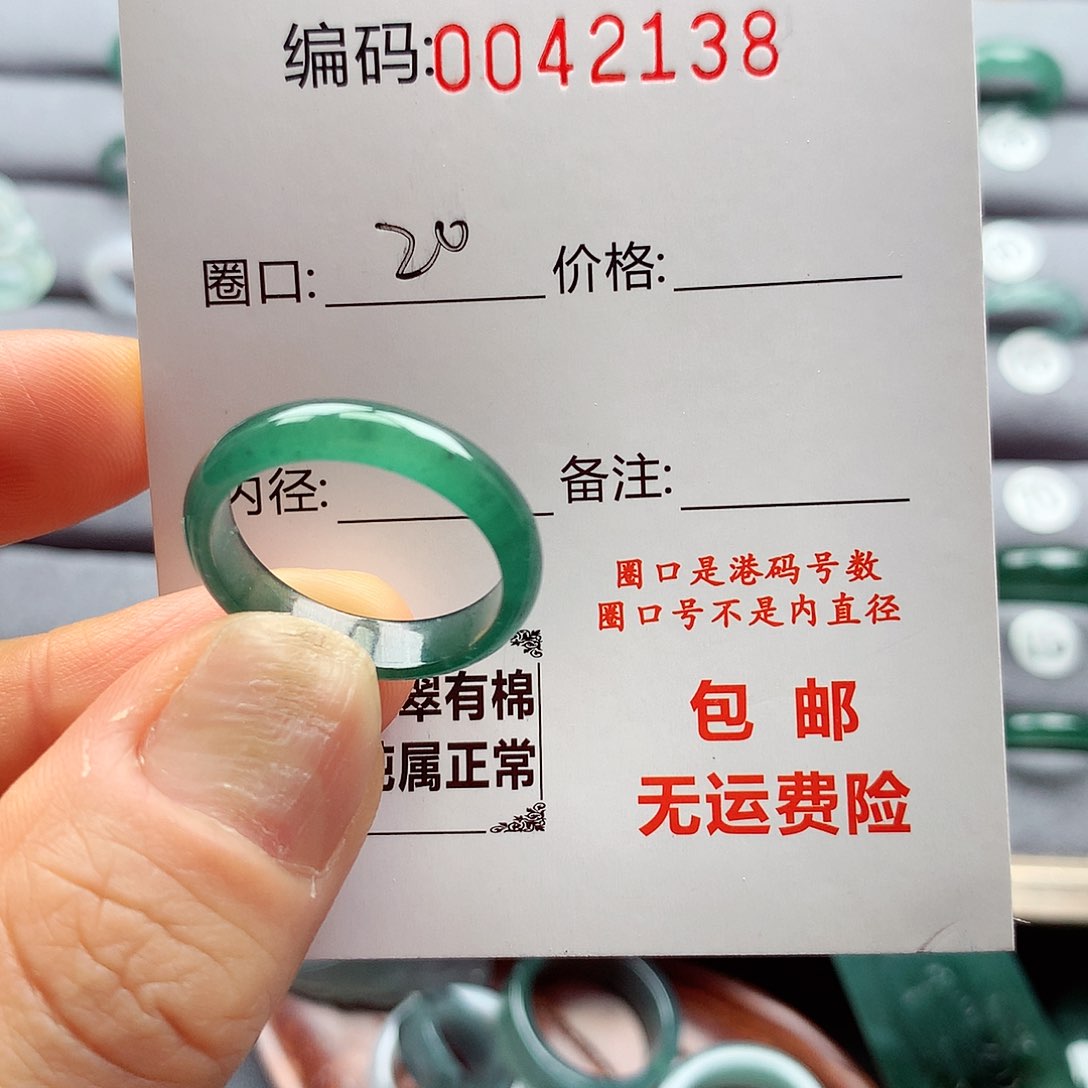 编码:0042138
圈口: 20 价格:
内径: 备注:
圈口是港码号数
圈口号不是内直径
翠有棉
纯属正常
包邮
无运费险